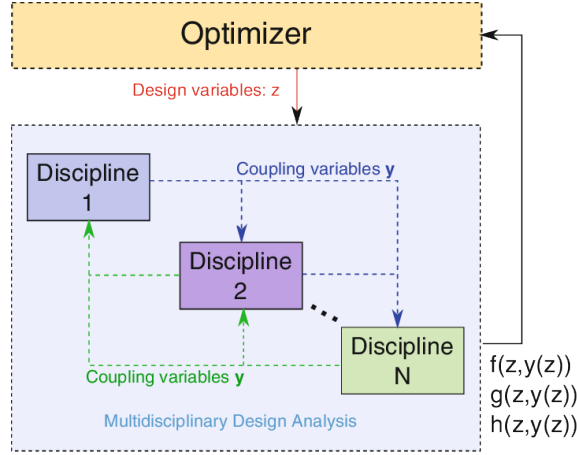 Optimizer
Design variables: z
Discipline
1
Coupling variables y
Discipline
2
Discipline
N
Coupling variables y
Multidisciplinary Design Analysis
f(z,y(z))
g(z,y(z))
h(z,y(z))